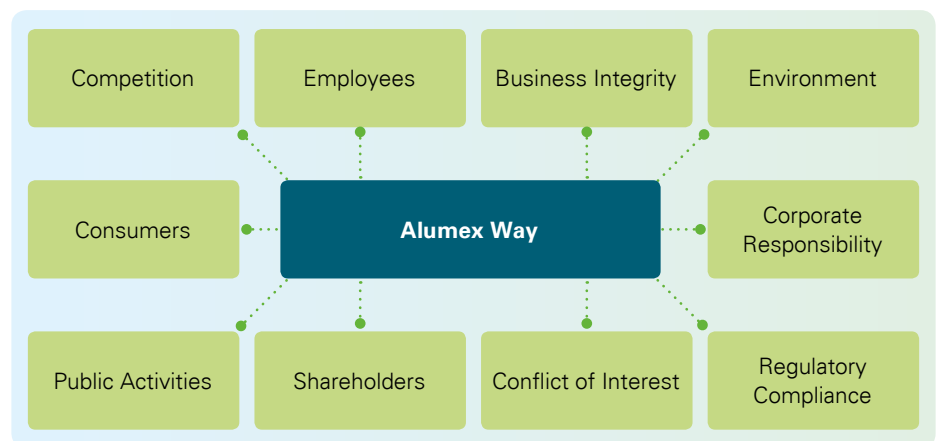 Competition
Employees
Business Integrity
Environment
Consumers
Alumex Way
Corporate
Responsibility
Public Activities
Shareholders
Conflict of Interest
Regulatory
Compliance